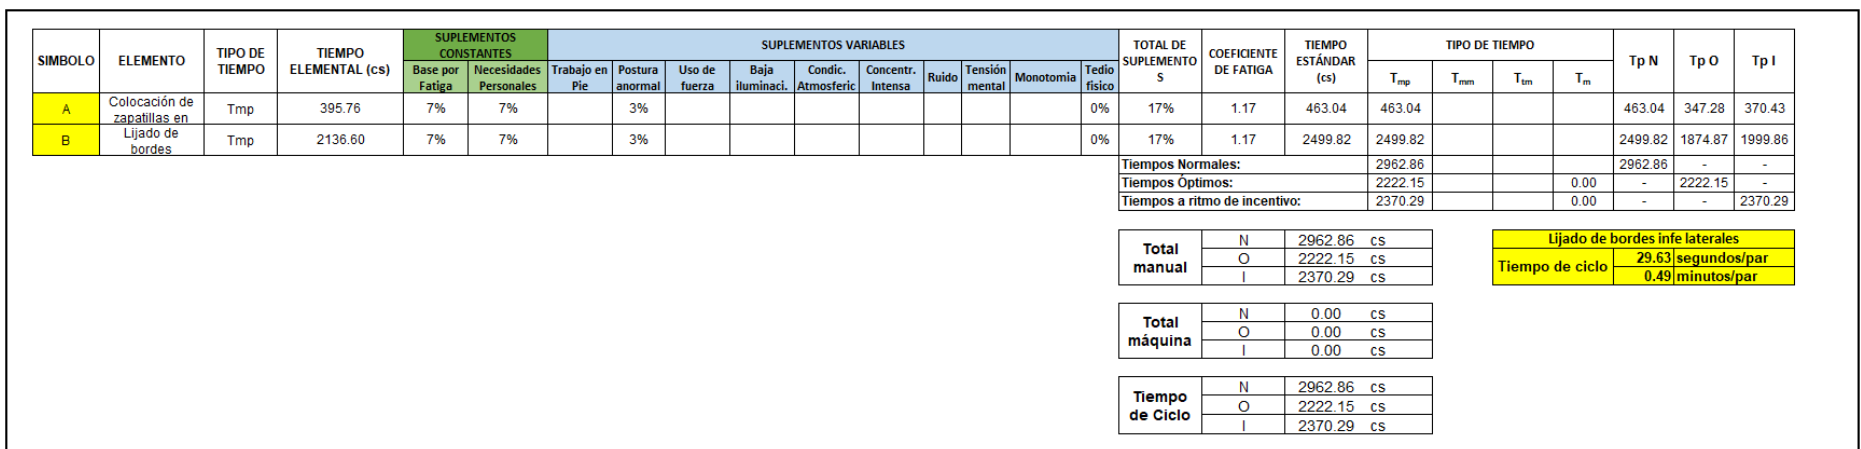 SIMBOLO ELEMENTO TIPO DE TIEMPO TIEMPO ELEMENTAL (cs) SUPLEMENTOS CONSTANTES SUPLEMENTOS VARIABLES TOTAL DE SUPLEMENTOS COEFICIENTE DE FATIGA TIEMPO ESTÁNDAR (cs) TIPO DE TIEMPO Tp N Tp O Tp I
Base por Fatiga Necesidades Personales Trabajo en Pie Postura anormal Uso de fuerza Baja iluminaci. Condic. Atmosferic Concentr. Intensa Ruido Tensión mental Monotomia Tedio fisico Tmp Tmm Ttm Tm
A Colocación de zapatillas en Tmp 395.76 7% 7% 3% 0% 17% 1.17 463.04 463.04 463.04 347.28 370.43
B Lijado de bordes Tmp 2136.60 7% 7% 3% 0% 17% 1.17 2499.82 2499.82 2499.82 1874.87 1999.86
Tiempos Normales: 2962.86 2962.86 - -
Tiempos Óptimos: 2222.15 0.00 - 2222.15 -
Tiempos a ritmo de incentivo: 2370.29 0.00 - - 2370.29
Total manual
N 2962.86 cs
O 2222.15 cs
I 2370.29 cs
Lijado de bordes infe laterales
Tiempo de ciclo
29.63 segundos/par
0.49 minutos/par
Total máquina
N 0.00 cs
O 0.00 cs
I 0.00 cs
Tiempo de Ciclo
N 2962.86 cs
O 2222.15 cs
I 2370.29 cs